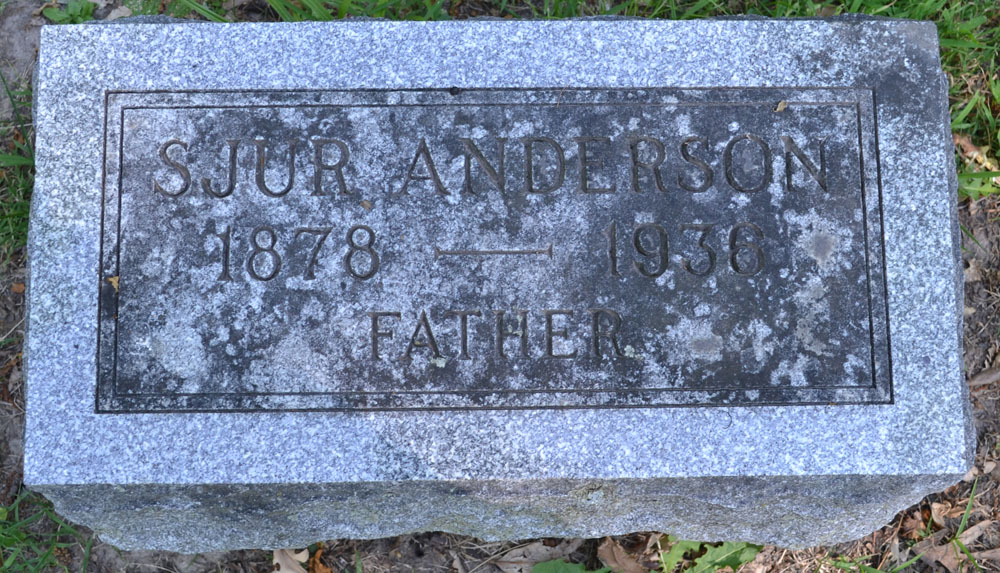 SJUR ANDERSON
1878 — 1936
FATHER